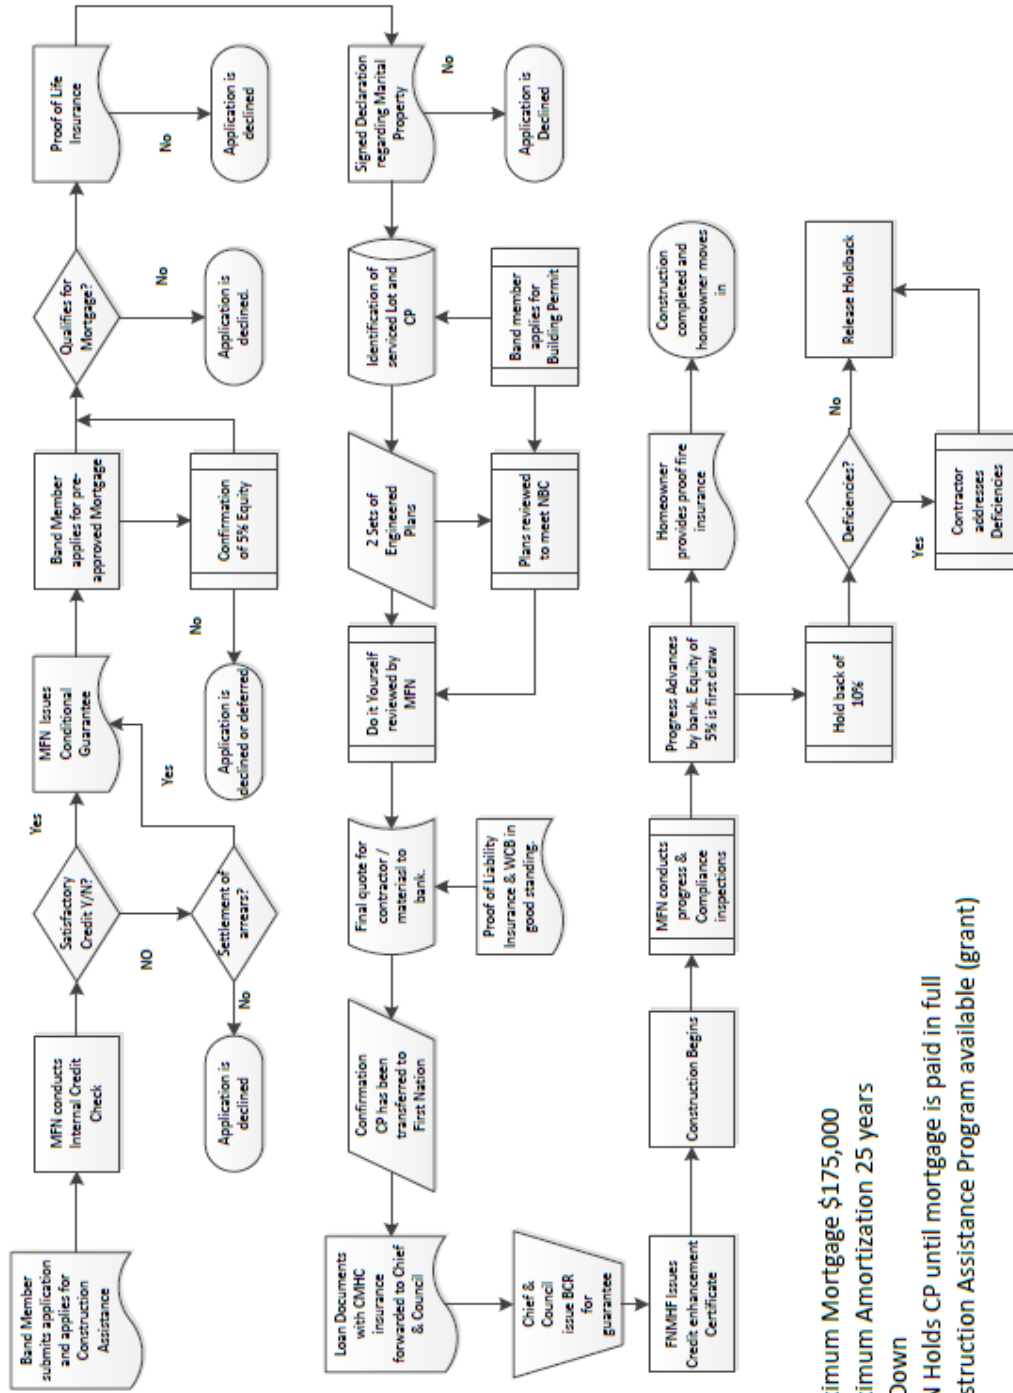 Band Member
submits application
and applies for
Construction
Assistance
MFN conducts
Internal Credit
Check
Satisfactory
Credit Y/N?
Yes
NO
MFN Issues
Conditional
Guarantee
Settlement of
arrears?
Yes
No
Application is
declined
Band Member
applies for pre-
approved Mortgage
Confirmation
of 5% Equity
No
Application is
declined or deferred
Qualifies for
Mortgage?
No
Application is
declined.
Proof of Life
Insurance
No
Application is
declined
Signed Declaration
regarding Marital
Property
No
Application is
Declined
Identification of
serviced Lot and
CP
Band member
applies for
Building Permit
2 Sets of
Engineered
Plans
Plans reviewed
to meet NBC
Do it Yourself
reviewed by
MFN
Final quote for
contractor /
materiasl to
bank.
Proof of Liability
Insurance & WCB in
good standing.
Confirmation
CP has been
transferred to
First Nation
Loan Documents
with CMHC
insurance
forwarded to Chief
& Council
Chief &
Council
issue BCR
for
guarantee
FNMHF Issues
Credit enhancement
Certificate
Construction Begins
MFN conducts
progress &
Compliance
inspections
Progress Advances
by bank. Equity of
5% is first draw
Homeowner
provides proof fire
insurance
Construction
completed and
homeowner moves
in
Hold back of
10%
Deficiencies?
No
Yes
Release Holdback
Contractor
addresses
Deficiencies
imum Mortgage $175,000
imum Amortization 25 years
Down
N Holds CP until mortgage is paid in full
struction Assistance Program available (grant)